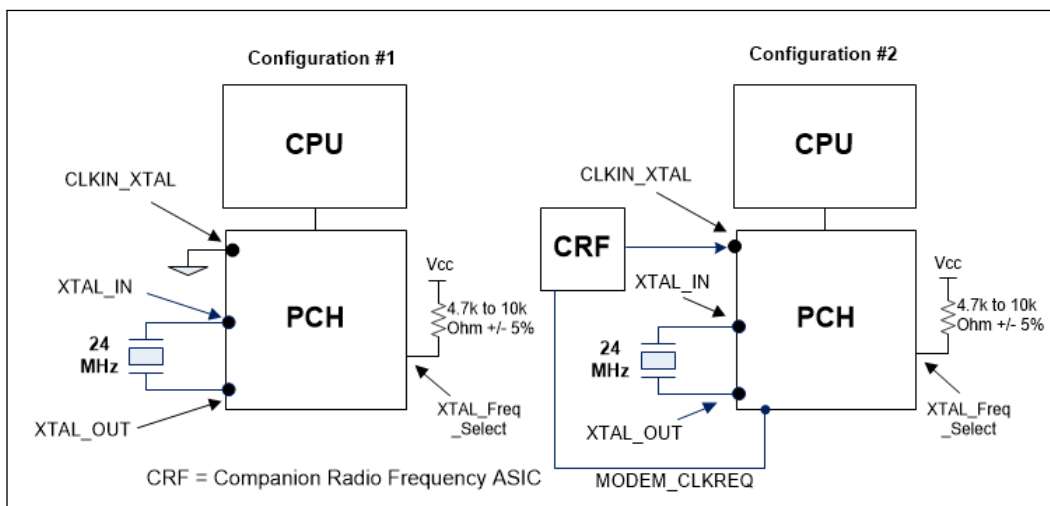 Configuration #1
CPU
CLKIN_XTAL
XTAL_IN
PCH
24
MHz
XTAL_OUT
Vcc
4.7k to 10k
Ohm +/- 5%
XTAL_Freq
_Select
CRF = Companion Radio Frequency ASIC
Configuration #2
CPU
CLKIN_XTAL
CRF
XTAL_IN
PCH
24
MHz
XTAL_OUT
Vcc
4.7k to 10k
Ohm +/- 5%
XTAL_Freq
_Select
MODEM_CLKREQ